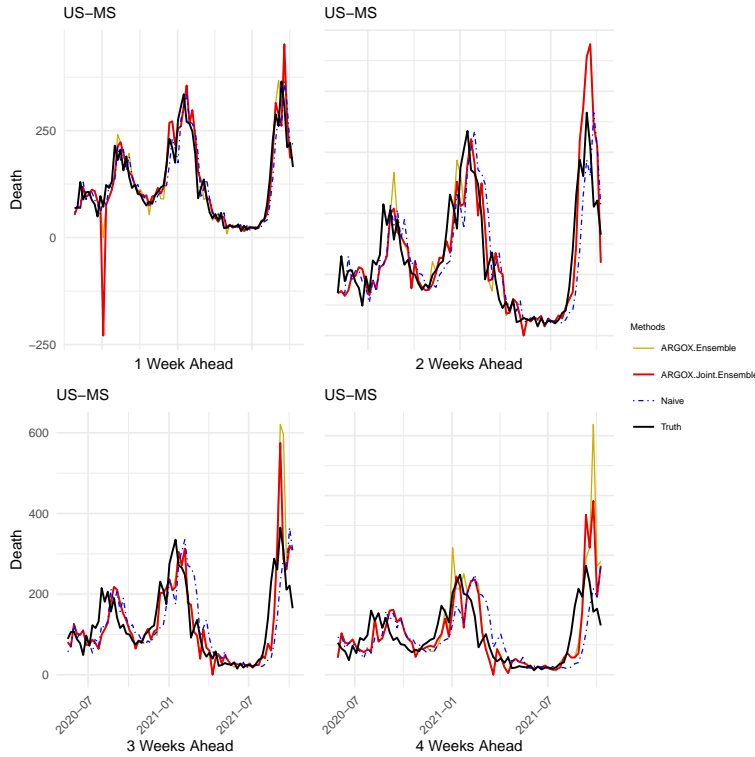 US−MS
US−MS
Death
250
0
−250
1 Week Ahead
2 Weeks Ahead
Methods
ARGOX.Ensemble
ARGOX.Joint.Ensemble
Naive
Truth
US−MS
US−MS
Death
600
400
200
0
2020−07
2021−01
2021−07
2020−07
2021−01
2021−07
3 Weeks Ahead
4 Weeks Ahead